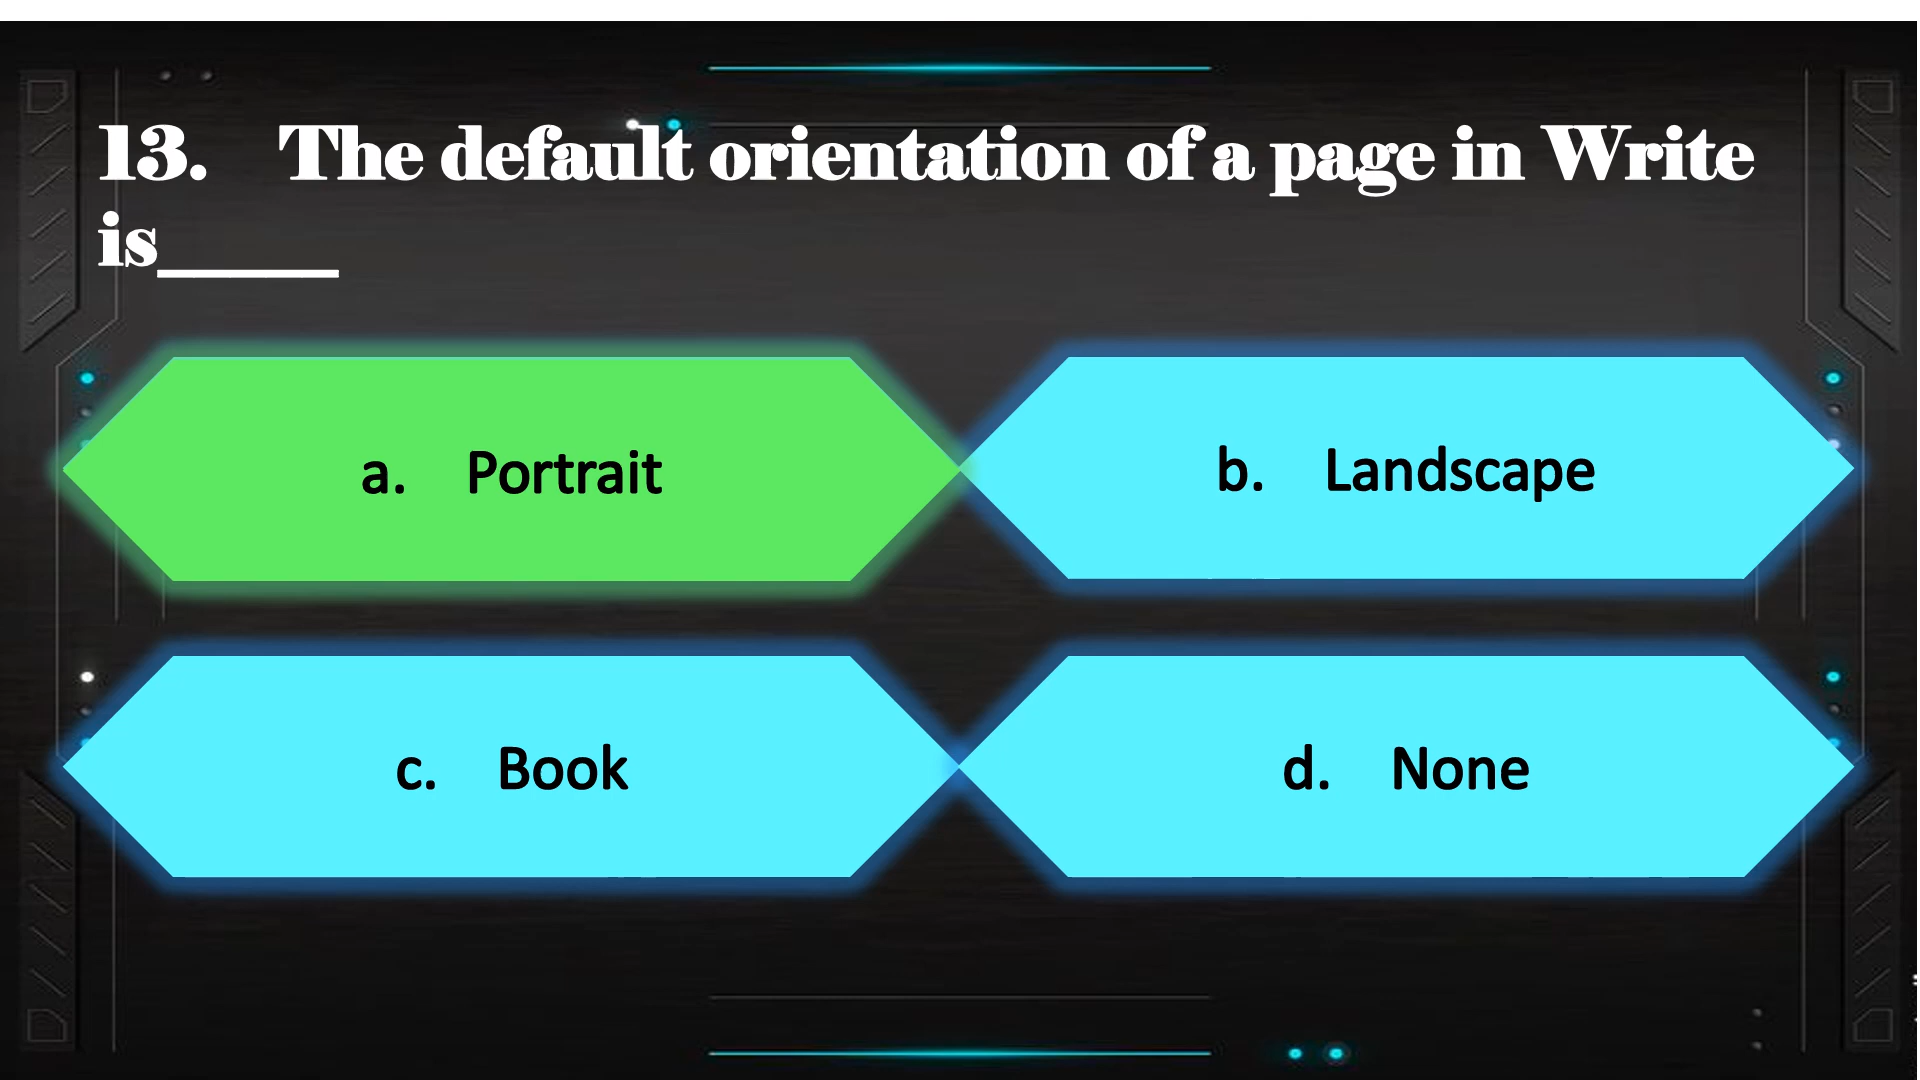 13. The default orientation of a page in Write
is_____
a. Portrait
b. Landscape
c. Book
d. None